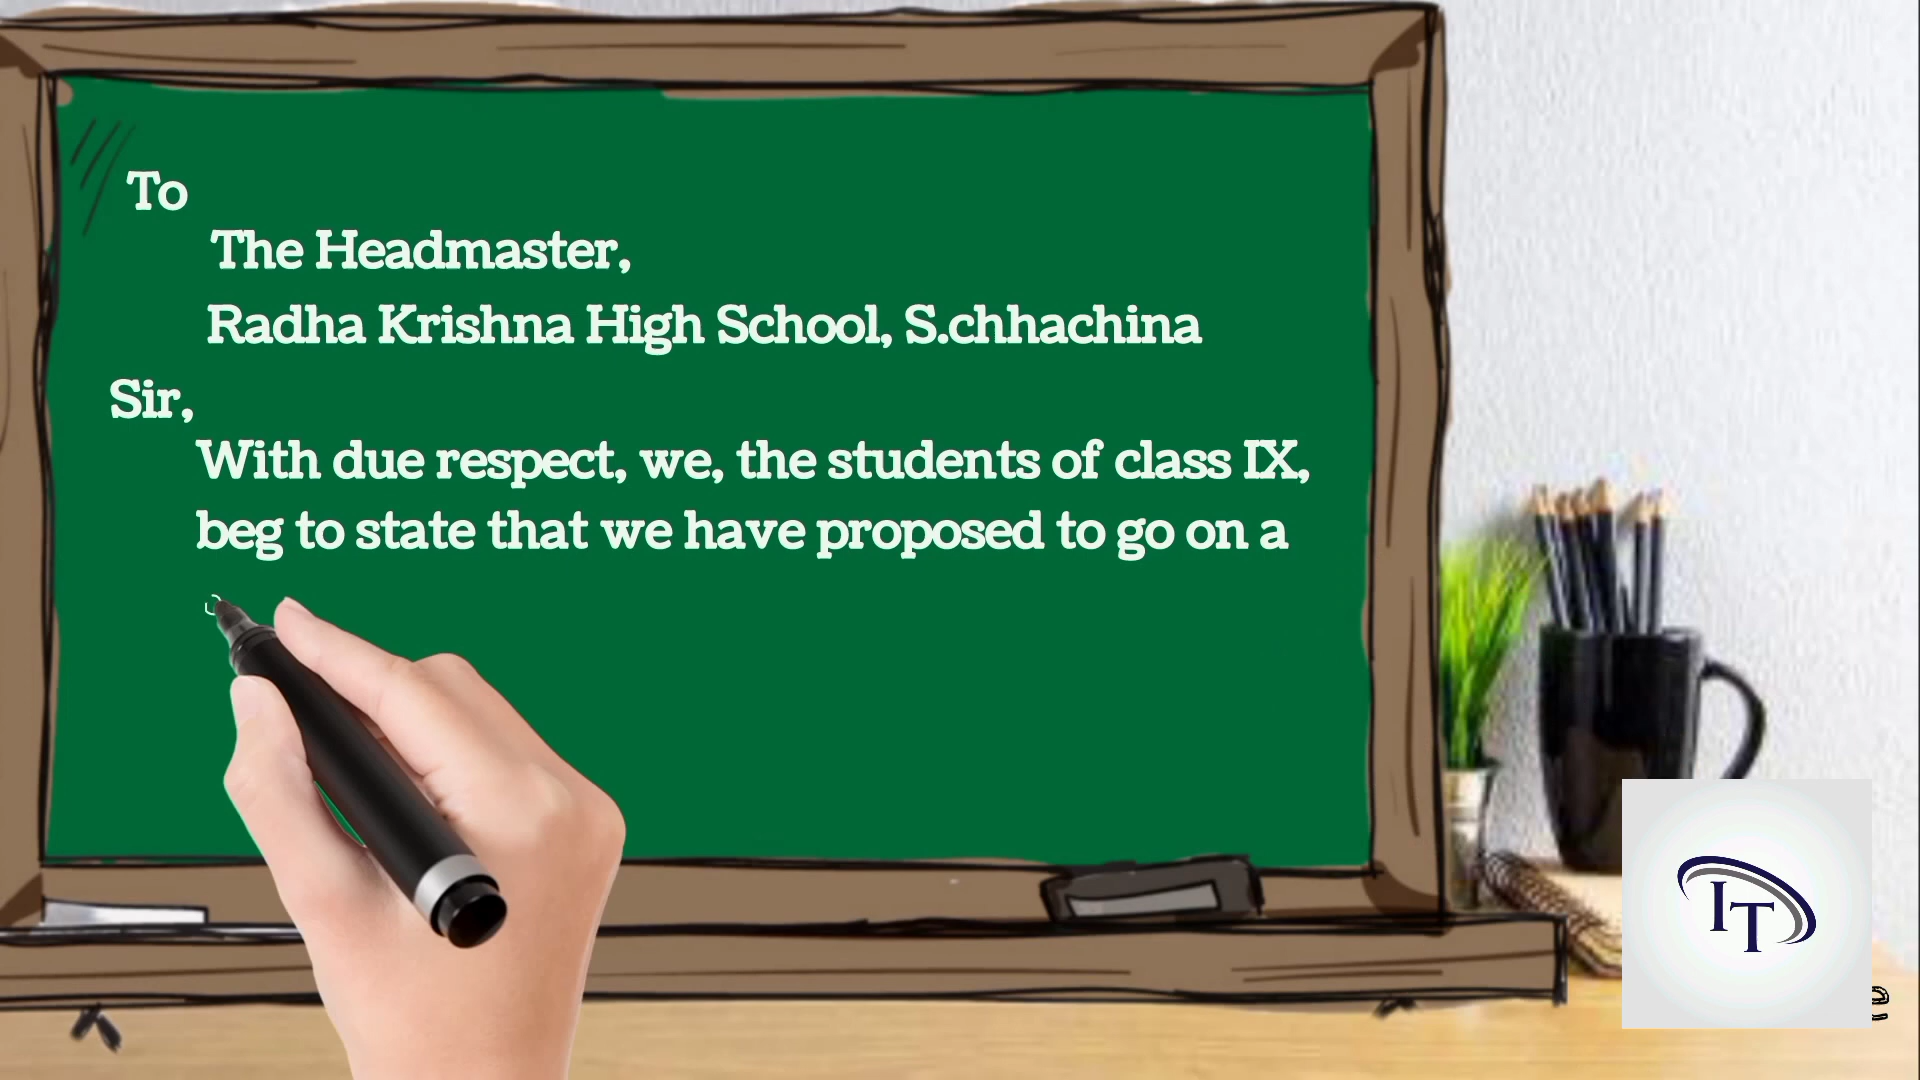 To
The Headmaster,
Radha Krishna High School, S.chhachina
Sir,
With due respect, we, the students of class IX,
beg to state that we have proposed to go on a
IT
e